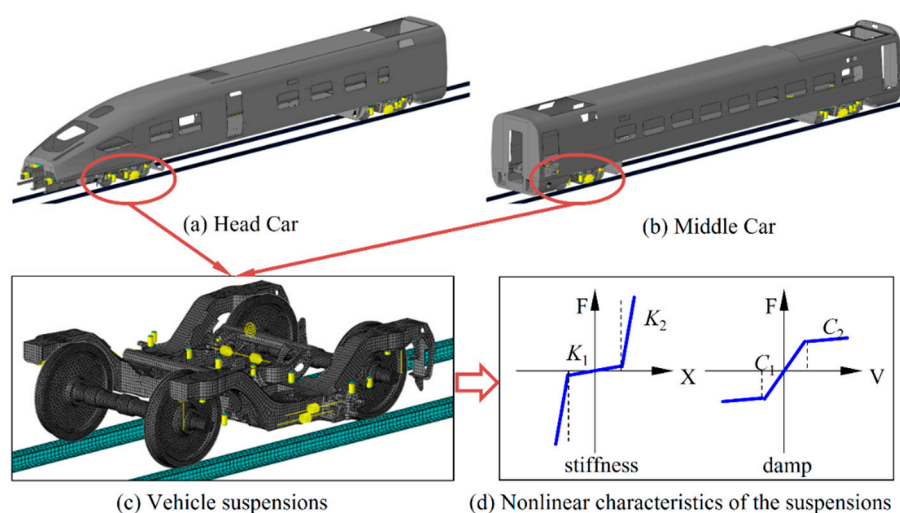 (a) Head Car
(b) Middle Car
F
K2
K1
X
stiffness
F
C2
C1
V
damp
(c) Vehicle suspensions
(d) Nonlinear characteristics of the suspensions